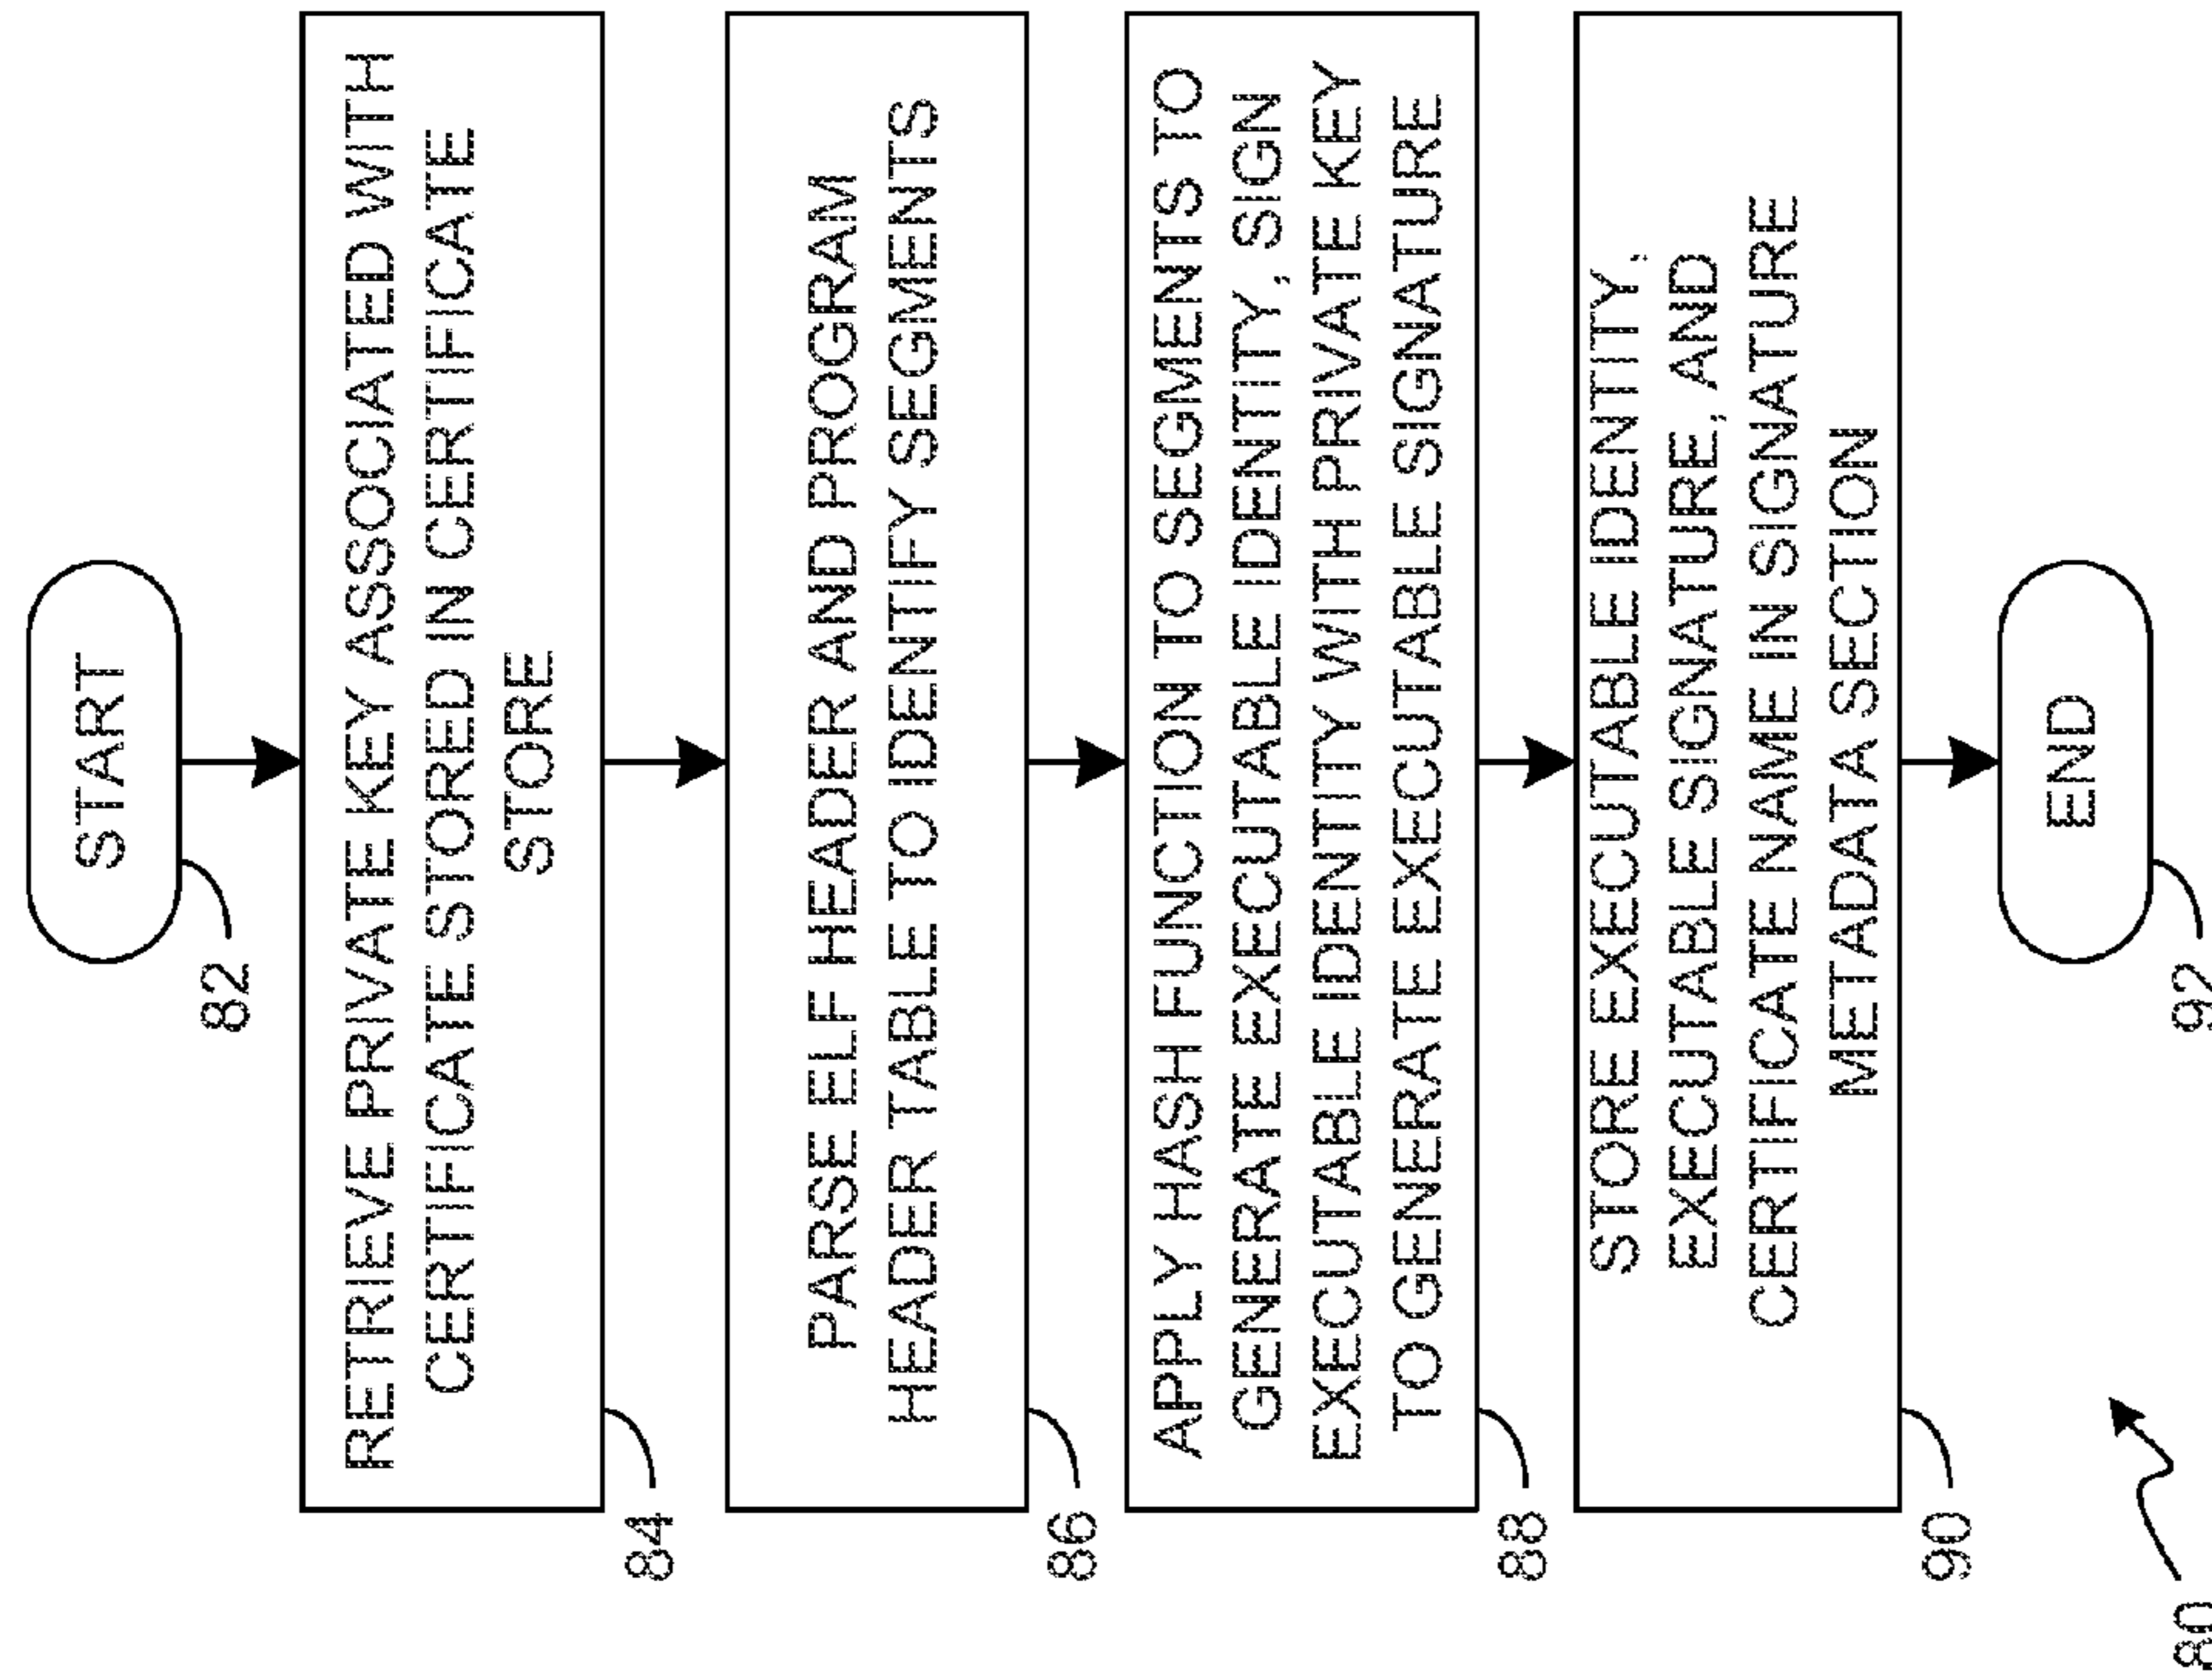 START
82
RETRIEVE PRIVATE KEY ASSOCIATED WITH
CERTIFICATE STORED IN CERTIFICATE
STORE
84
PARSE ELF HEADER AND PROGRAM
HEADER TABLE TO IDENTIFY SEGMENTS
86
APPLY HASH FUNCTION TO SEGMENTS TO
GENERATE EXECUTABLE IDENTITY, SIGN
EXECUTABLE IDENTITY WITH PRIVATE KEY
TO GENERATE EXECUTABLE SIGNATURE
88
STORE EXECUTABLE IDENTITY,
EXECUTABLE SIGNATURE, AND
CERTIFICATE NAME IN SIGNATURE
METADATA SECTION
90
END
92
80